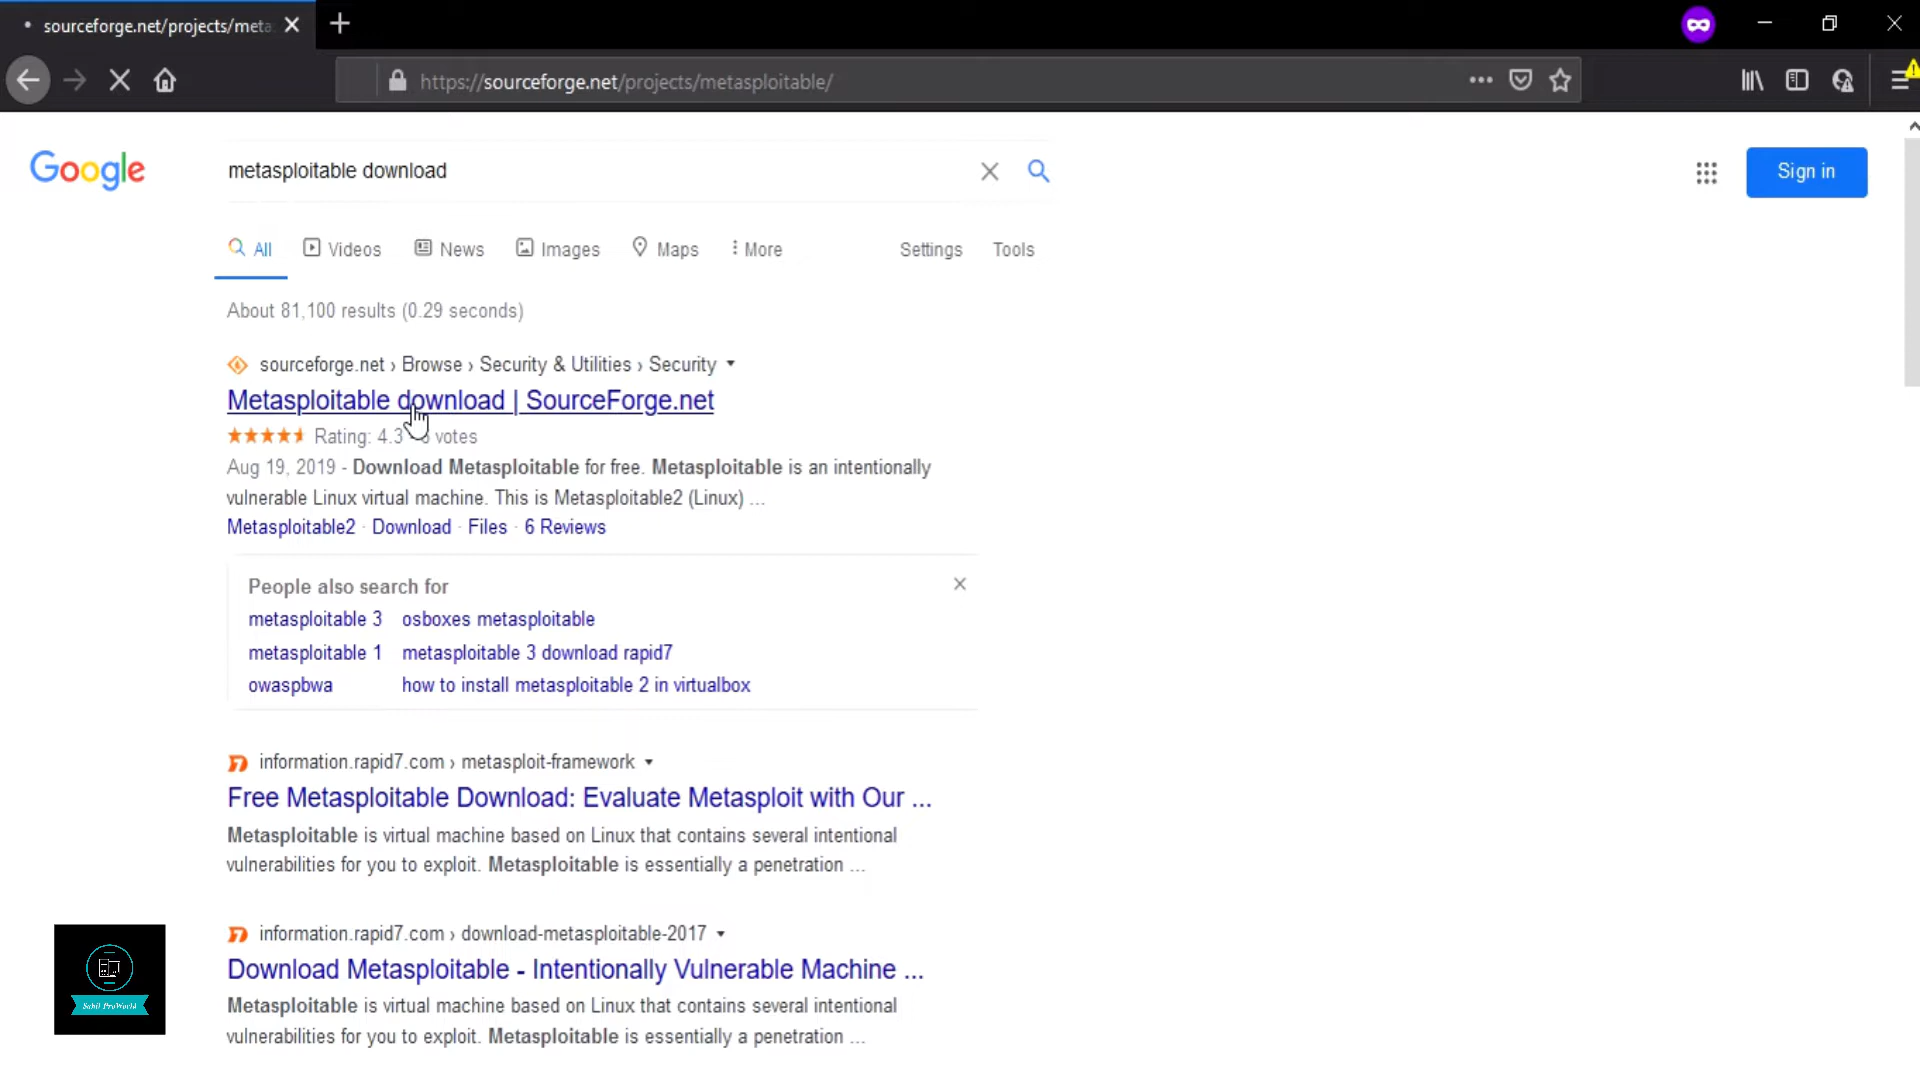 sourceforge.net/projects/meta
https://sourceforge.net/projects/metasploitable/
Google
metasploitable download
Sign in
All
Videos
News
Images
Maps
More
Settings
Tools
About 81,100 results (0.29 seconds)
sourceforge.net › Browse › Security & Utilities › Security
Metasploitable download | SourceForge.net
Rating: 4.3 - votes
Aug 19, 2019 - Download Metasploitable for free. Metasploitable is an intentionally
vulnerable Linux virtual machine. This is Metasploitable2 (Linux) ...
Metasploitable2 · Download · Files · 6 Reviews
People also search for
metasploitable 3 osboxes metasploitable
metasploitable 1 metasploitable 3 download rapid7
owaspbwa how to install metasploitable 2 in virtualbox
information.rapid7.com › metasploit-framework
Free Metasploitable Download: Evaluate Metasploit with Our ...
Metasploitable is virtual machine based on Linux that contains several intentional
vulnerabilities for you to exploit. Metasploitable is essentially a penetration ...
information.rapid7.com › download-metasploitable-2017
Download Metasploitable - Intentionally Vulnerable Machine ...
Metasploitable is virtual machine based on Linux that contains several intentional
vulnerabilities for you to exploit. Metasploitable is essentially a penetration ...
Sahil ProWorld